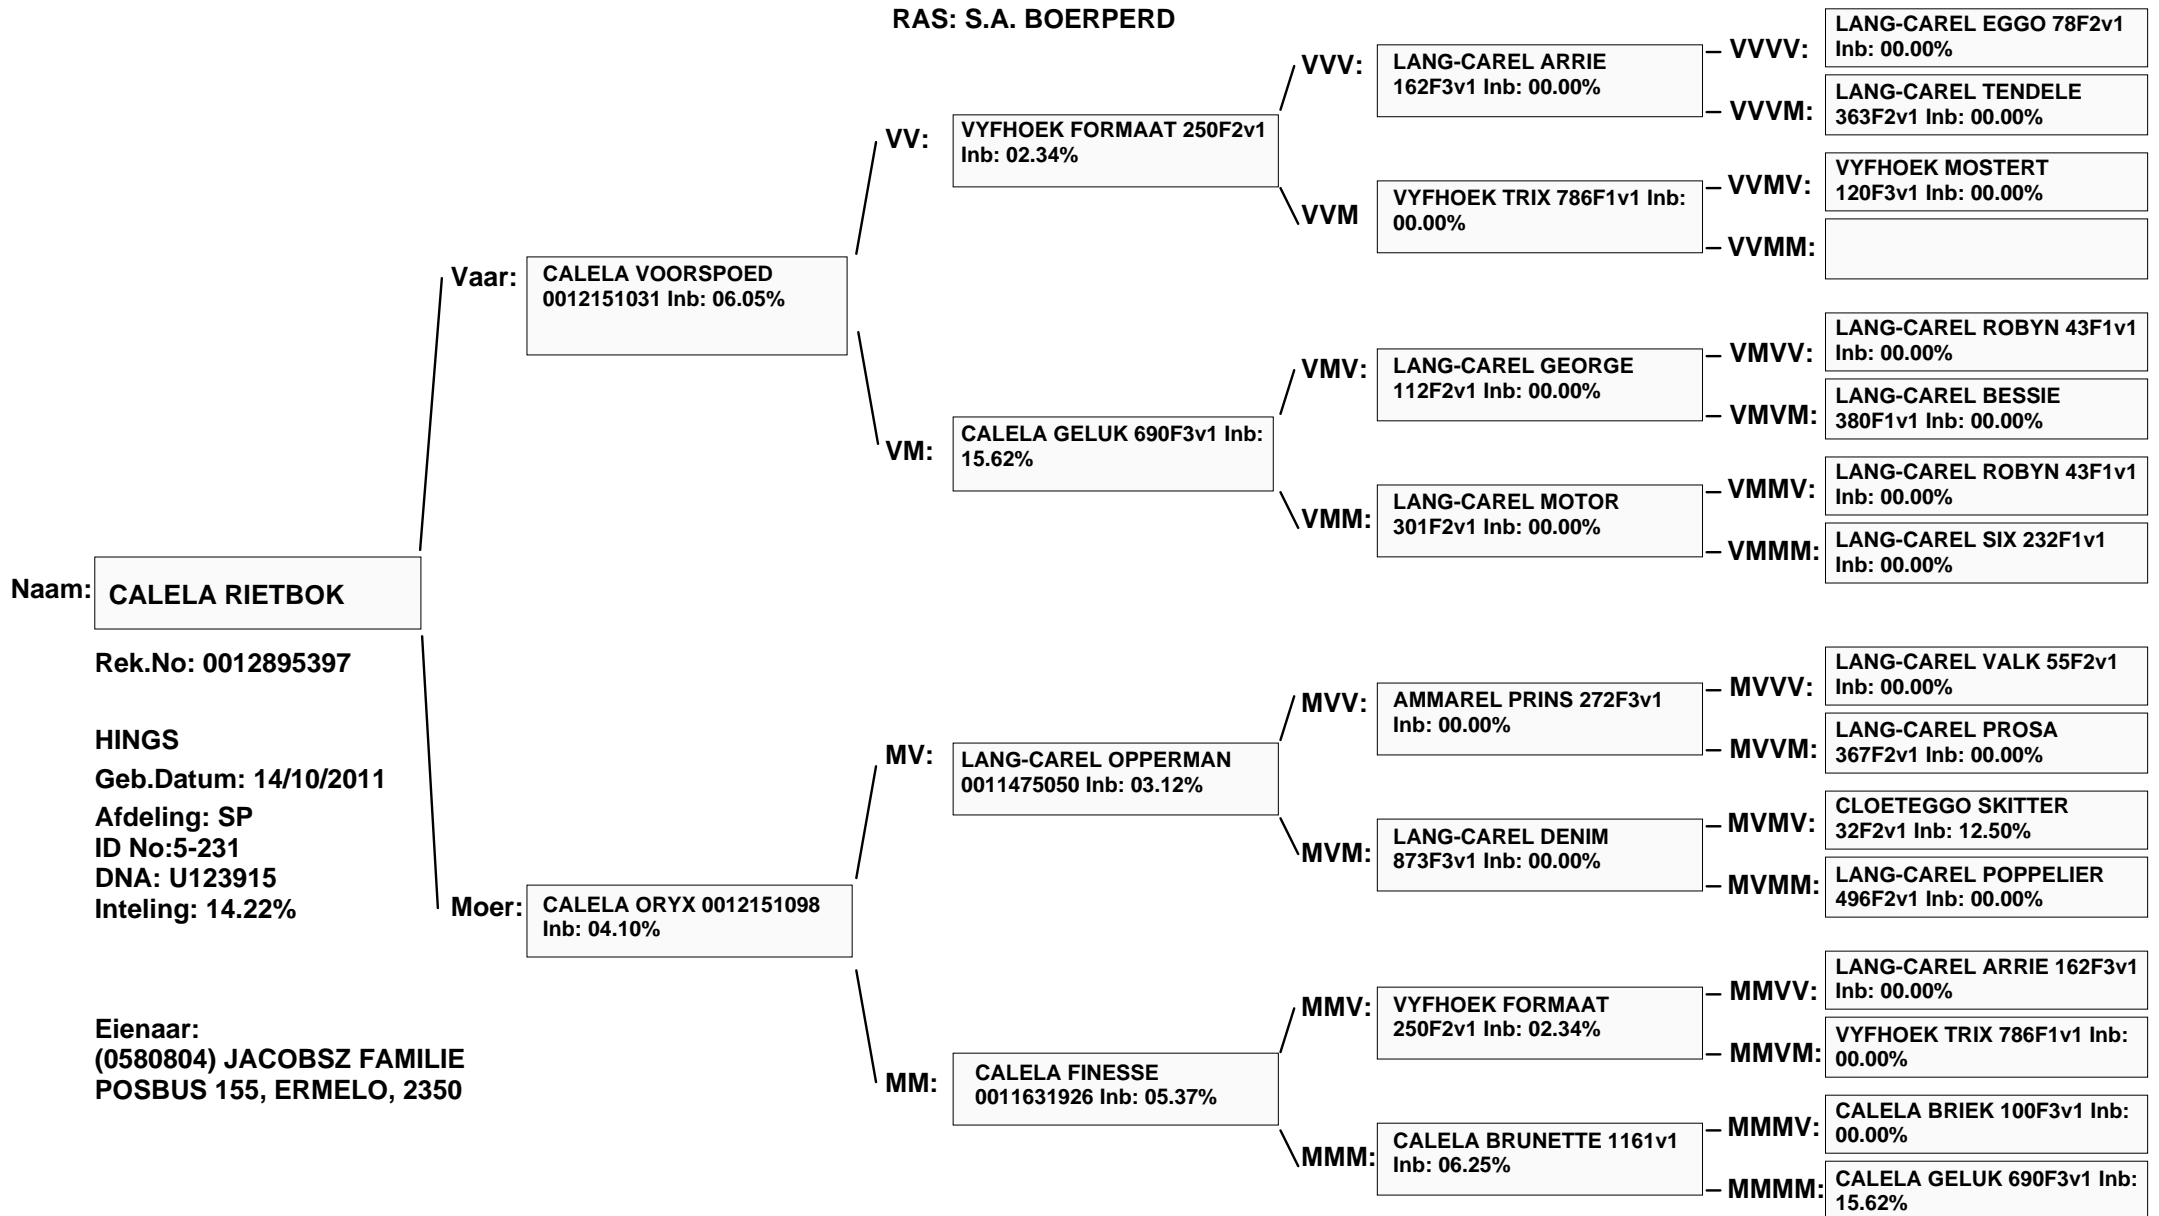 RAS: S.A. BOERPERD
Naam:
CALELA RIETBOK
Rek.No: 0012895397
HINGS
Geb.Datum: 14/10/2011
Afdeling: SP
ID No:5-231
DNA: U123915
Inteling: 14.22%
Eienaar:
(0580804) JACOBSZ FAMILIE
POSBUS 155, ERMELO, 2350
Vaar:
CALELA VOORSPOED
0012151031 Inb: 06.05%
Moer:
CALELA ORYX 0012151098
Inb: 04.10%
VV:
VYFHOEK FORMAAT 250F2v1
Inb: 02.34%
VM:
CALELA GELUK 690F3v1 Inb:
15.62%
MV:
LANG-CAREL OPPERMAN
0011475050 Inb: 03.12%
MM:
CALELA FINESSE
0011631926 Inb: 05.37%
VVV:
LANG-CAREL ARRIE
162F3v1 Inb: 00.00%
VVM
VYFHOEK TRIX 786F1v1 Inb:
00.00%
VMV:
LANG-CAREL GEORGE
112F2v1 Inb: 00.00%
VMM:
LANG-CAREL MOTOR
301F2v1 Inb: 00.00%
MVV:
AMMAREL PRINS 272F3v1
Inb: 00.00%
MVM:
LANG-CAREL DENIM
873F3v1 Inb: 00.00%
MMV:
VYFHOEK FORMAAT
250F2v1 Inb: 02.34%
MMM:
CALELA BRUNETTE 1161v1
Inb: 06.25%
VVVV:
LANG-CAREL EGGO 78F2v1
Inb: 00.00%
VVVM:
LANG-CAREL TENDELE
363F2v1 Inb: 00.00%
VVMV:
VYFHOEK MOSTERT
120F3v1 Inb: 00.00%
VVMM:
VMVV:
LANG-CAREL ROBYN 43F1v1
Inb: 00.00%
VMVM:
LANG-CAREL BESSIE
380F1v1 Inb: 00.00%
VMMV:
LANG-CAREL ROBYN 43F1v1
Inb: 00.00%
VMMM:
LANG-CAREL SIX 232F1v1
Inb: 00.00%
MVVV:
LANG-CAREL VALK 55F2v1
Inb: 00.00%
MVVM:
LANG-CAREL PROSA
367F2v1 Inb: 00.00%
MVMV:
CLOETEGGO SKITTER
32F2v1 Inb: 12.50%
MVMM:
LANG-CAREL POPPELIER
496F2v1 Inb: 00.00%
MMVV:
LANG-CAREL ARRIE 162F3v1
Inb: 00.00%
MMVM:
VYFHOEK TRIX 786F1v1 Inb:
00.00%
MMMV:
CALELA BRIEK 100F3v1 Inb:
00.00%
MMMM:
CALELA GELUK 690F3v1 Inb:
15.62%